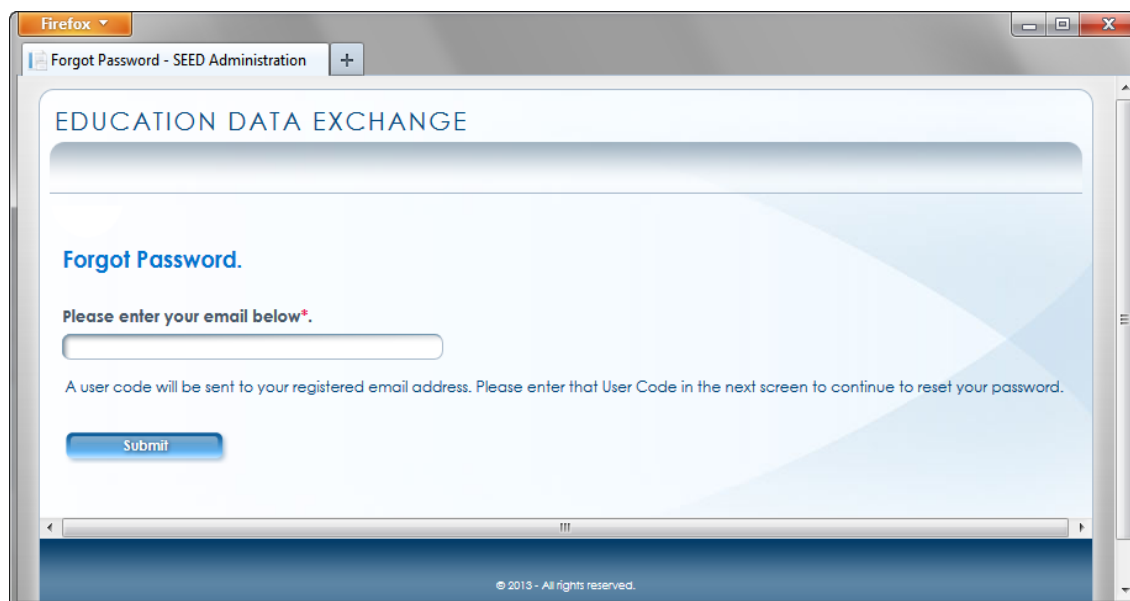 Firefox
Forgot Password - SEED Administration
EDUCATION DATA EXCHANGE
Forgot Password.
Please enter your email below*.
A user code will be sent to your registered email address. Please enter that User Code in the next screen to continue to reset your password.
Submit
© 2013 - All rights reserved.